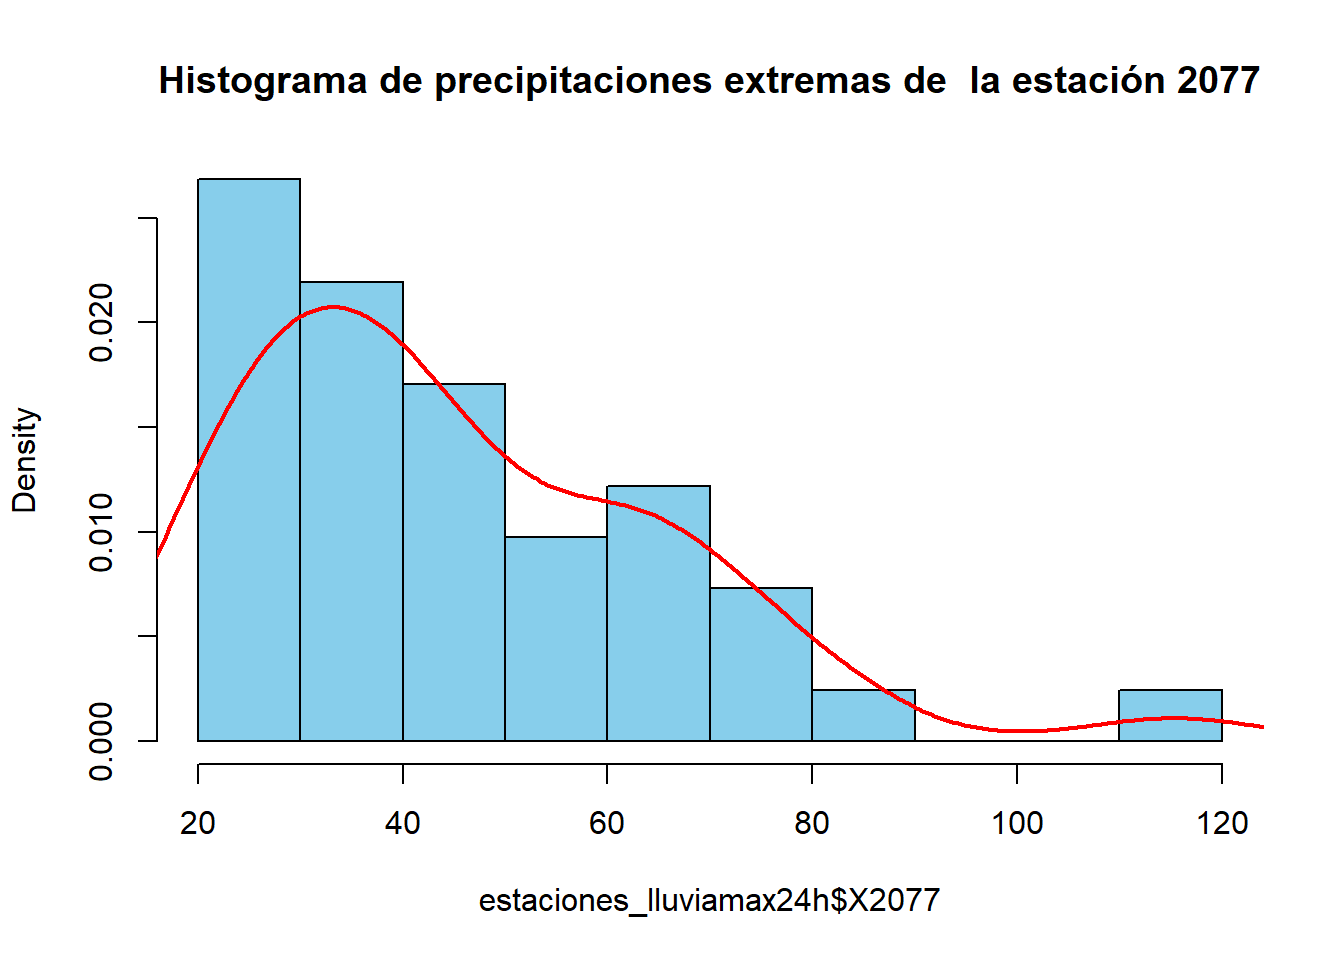 Histograma de precipitaciones extremas de  la estación 2077
Density
0.020
0.010
0.000
20 40 60 80 100 120
estaciones_lluviamax24h$X2077